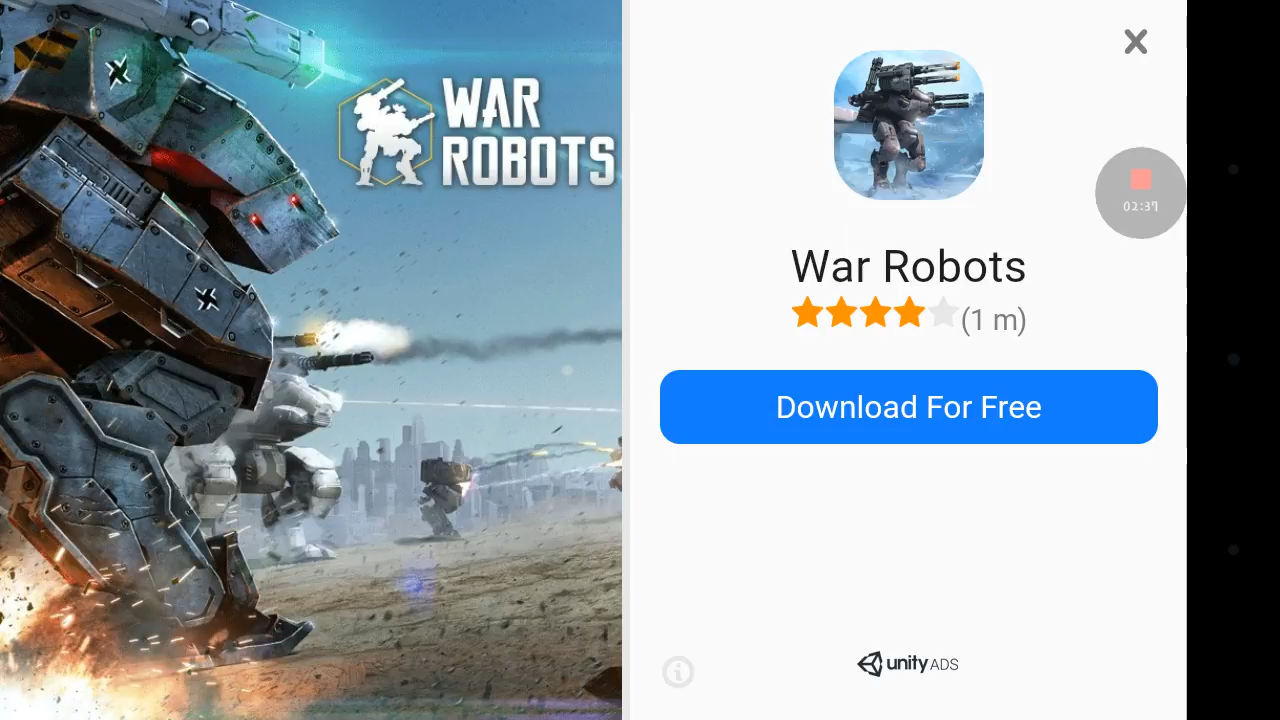 WAR
ROBOTS
02:37
War Robots
(1 m)
Download For Free
unity ADS